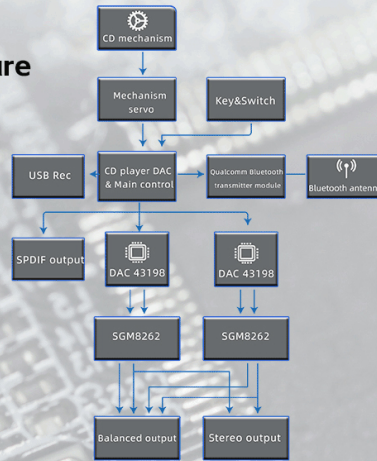 ure
CD mechanism
Mechanism
servo
Key&Switch
USB Rec
CD player DAC
& Main control
Qualcomm Bluetooth
transmitter module
Bluetooth antenn
SPDIF output
DAC 43198
DAC 43198
SGM8262
SGM8262
Balanced output
Stereo output